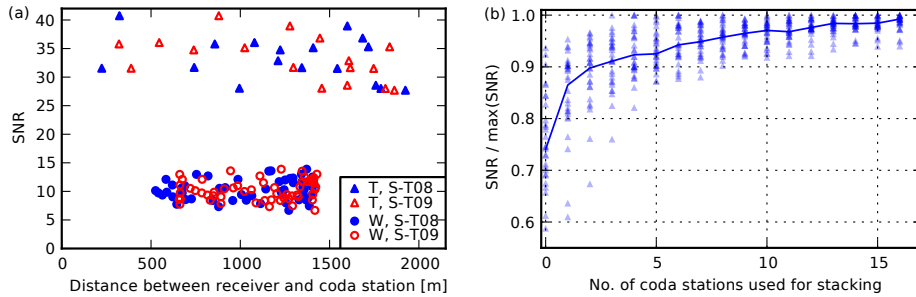 (a)
SNR
40
35
30
25
20
15
10
5
0
T, S-T08
T, S-T09
W, S-T08
W, S-T09
0 500 1000 1500 2000
Distance between receiver and coda station [m]
(b)
SNR / max(SNR)
1.0
0.9
0.8
0.7
0.6
0 5 10 15
No. of coda stations used for stacking